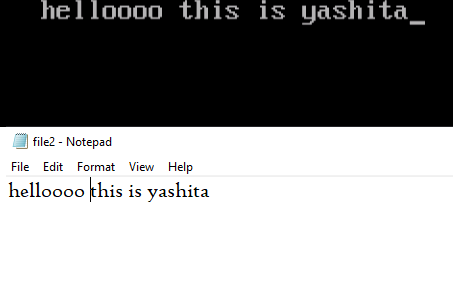 helloooo this is yashita_
file2 - Notepad
File Edit Format View Help
helloooo this is yashita